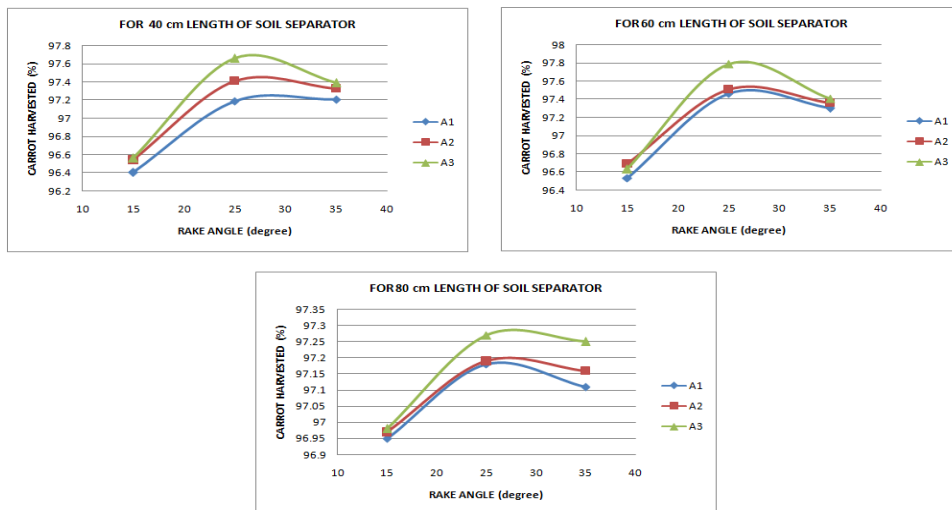 FOR 40 cm LENGTH OF SOIL SEPARATOR
CARROT HARVESTED (%)
97.8
97.6
97.4
97.2
97
96.8
96.6
96.4
96.2
10 15 20 25 30 35 40
RAKE ANGLE (degree)
A1
A2
A3
FOR 60 cm LENGTH OF SOIL SEPARATOR
CARROT HARVESTED (%)
98
97.8
97.6
97.4
97.2
97
96.8
96.6
96.4
10 15 20 25 30 35 40
RAKE ANGLE (degree)
A1
A2
A3
FOR 80 cm LENGTH OF SOIL SEPARATOR
CARROT HARVESTED (%)
97.35
97.3
97.25
97.2
97.15
97.1
97.05
97
96.95
96.9
10 15 20 25 30 35 40
RAKE ANGLE (degree)
A1
A2
A3